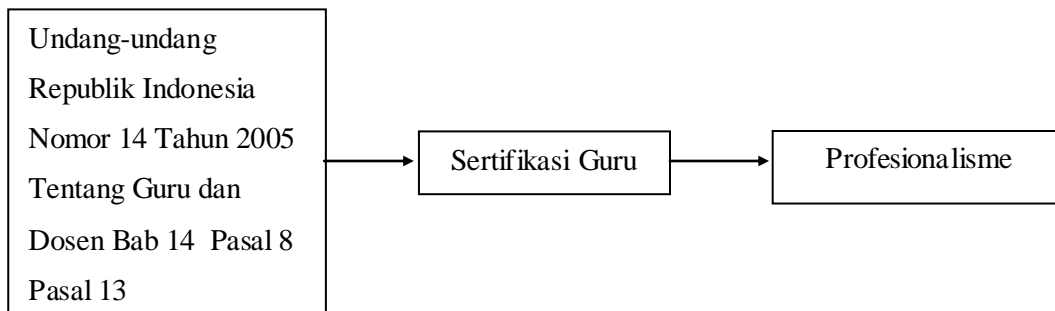 Undang-undang
Republik Indonesia
Nomor 14 Tahun 2005
Tentang Guru dan
Dosen Bab 14  Pasal 8
Pasal 13
Sertifikasi Guru
Profesionalisme